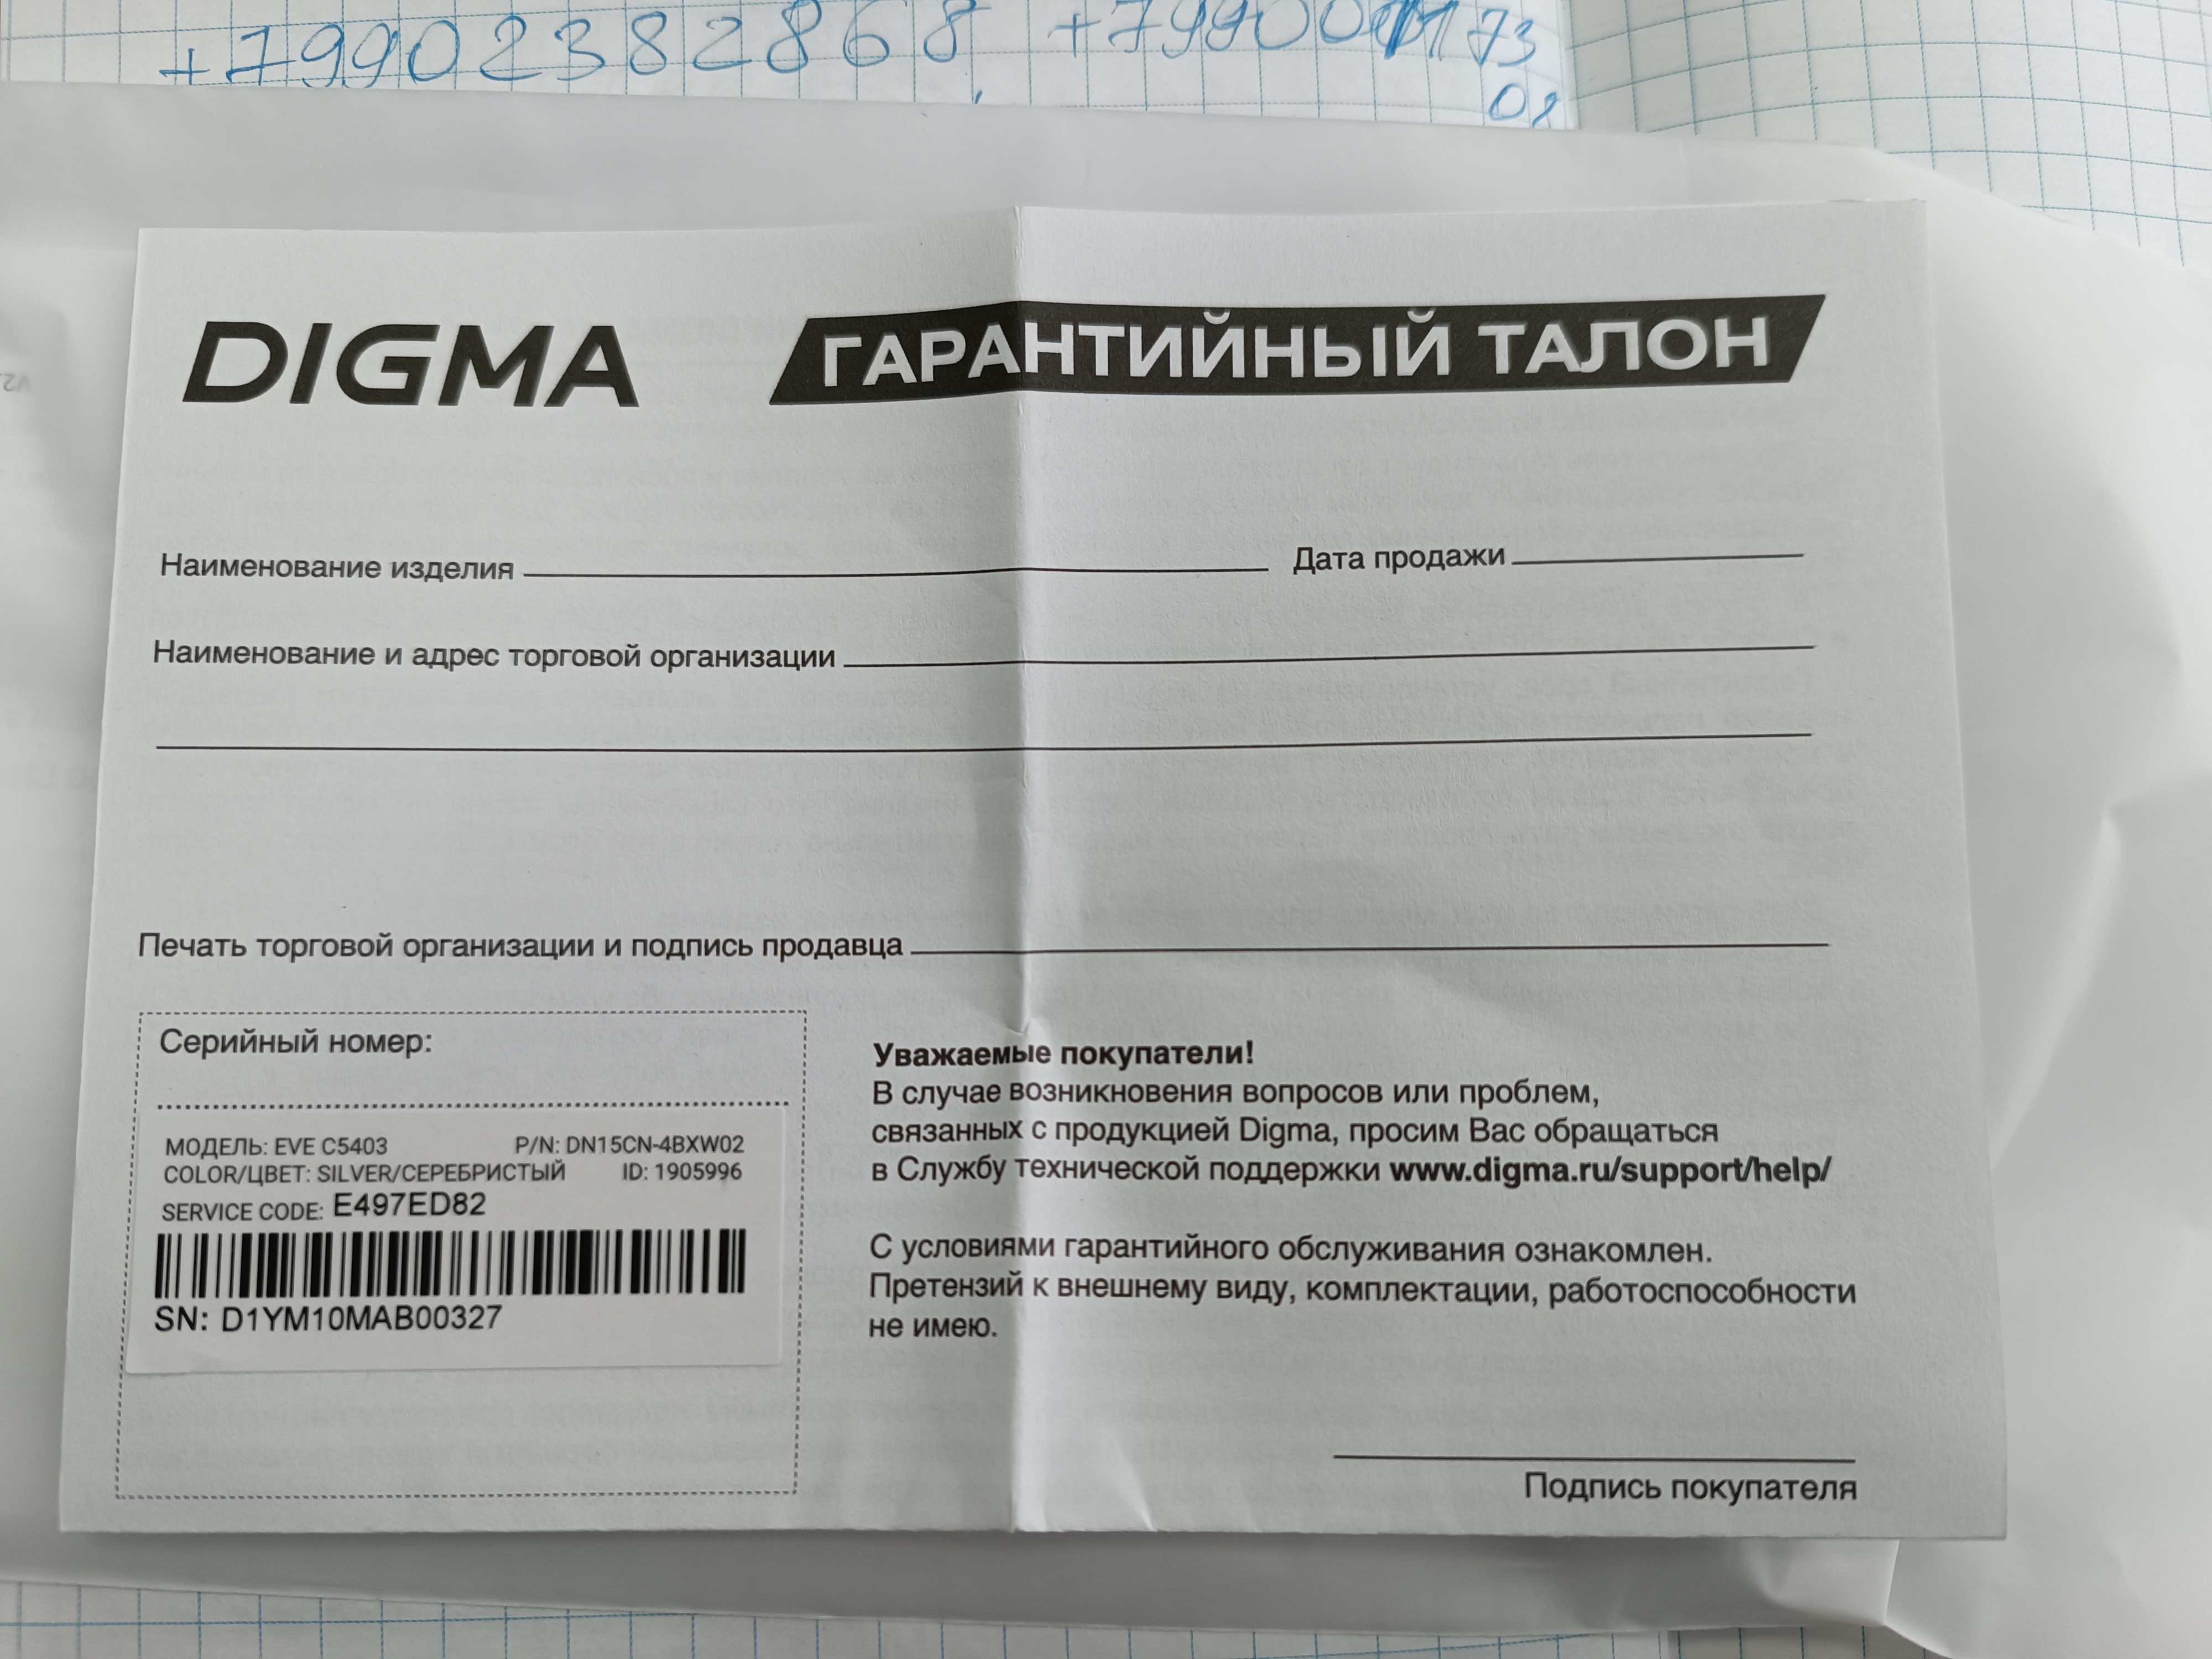 +79902382868
DIGMA
ГАРАНТИЙНЫЙ ТАЛОН
Наименование изделия Дата продажи
Наименование и адрес торговой организации
Печать торговой организации и подпись продавца
Серийный номер:
МОДЕЛЬ: EVE C5403 P/N: DN15CN-4BXW02
COLOR/ЦВЕТ: SILVER/СЕРЕБРИСТЫЙ ID: 1905996
SERVICE CODE: E497ED82
SN: D1YM10MAB00327
Уважаемые покупатели!
В случае возникновения вопросов или проблем,
связанных с продукцией Digma, просим Вас обращаться
в Службу технической поддержки www.digma.ru/support/help/
С условиями гарантийного обслуживания ознакомлен.
Претензий к внешнему виду, комплектации, работоспособности
не имею.
Подпись покупателя